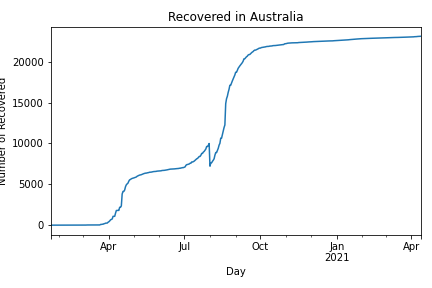 Recovered in Australia
Number of Recovered
20000
15000
10000
5000
0
Apr
Jul
Oct
Jan
2021
Apr
Day